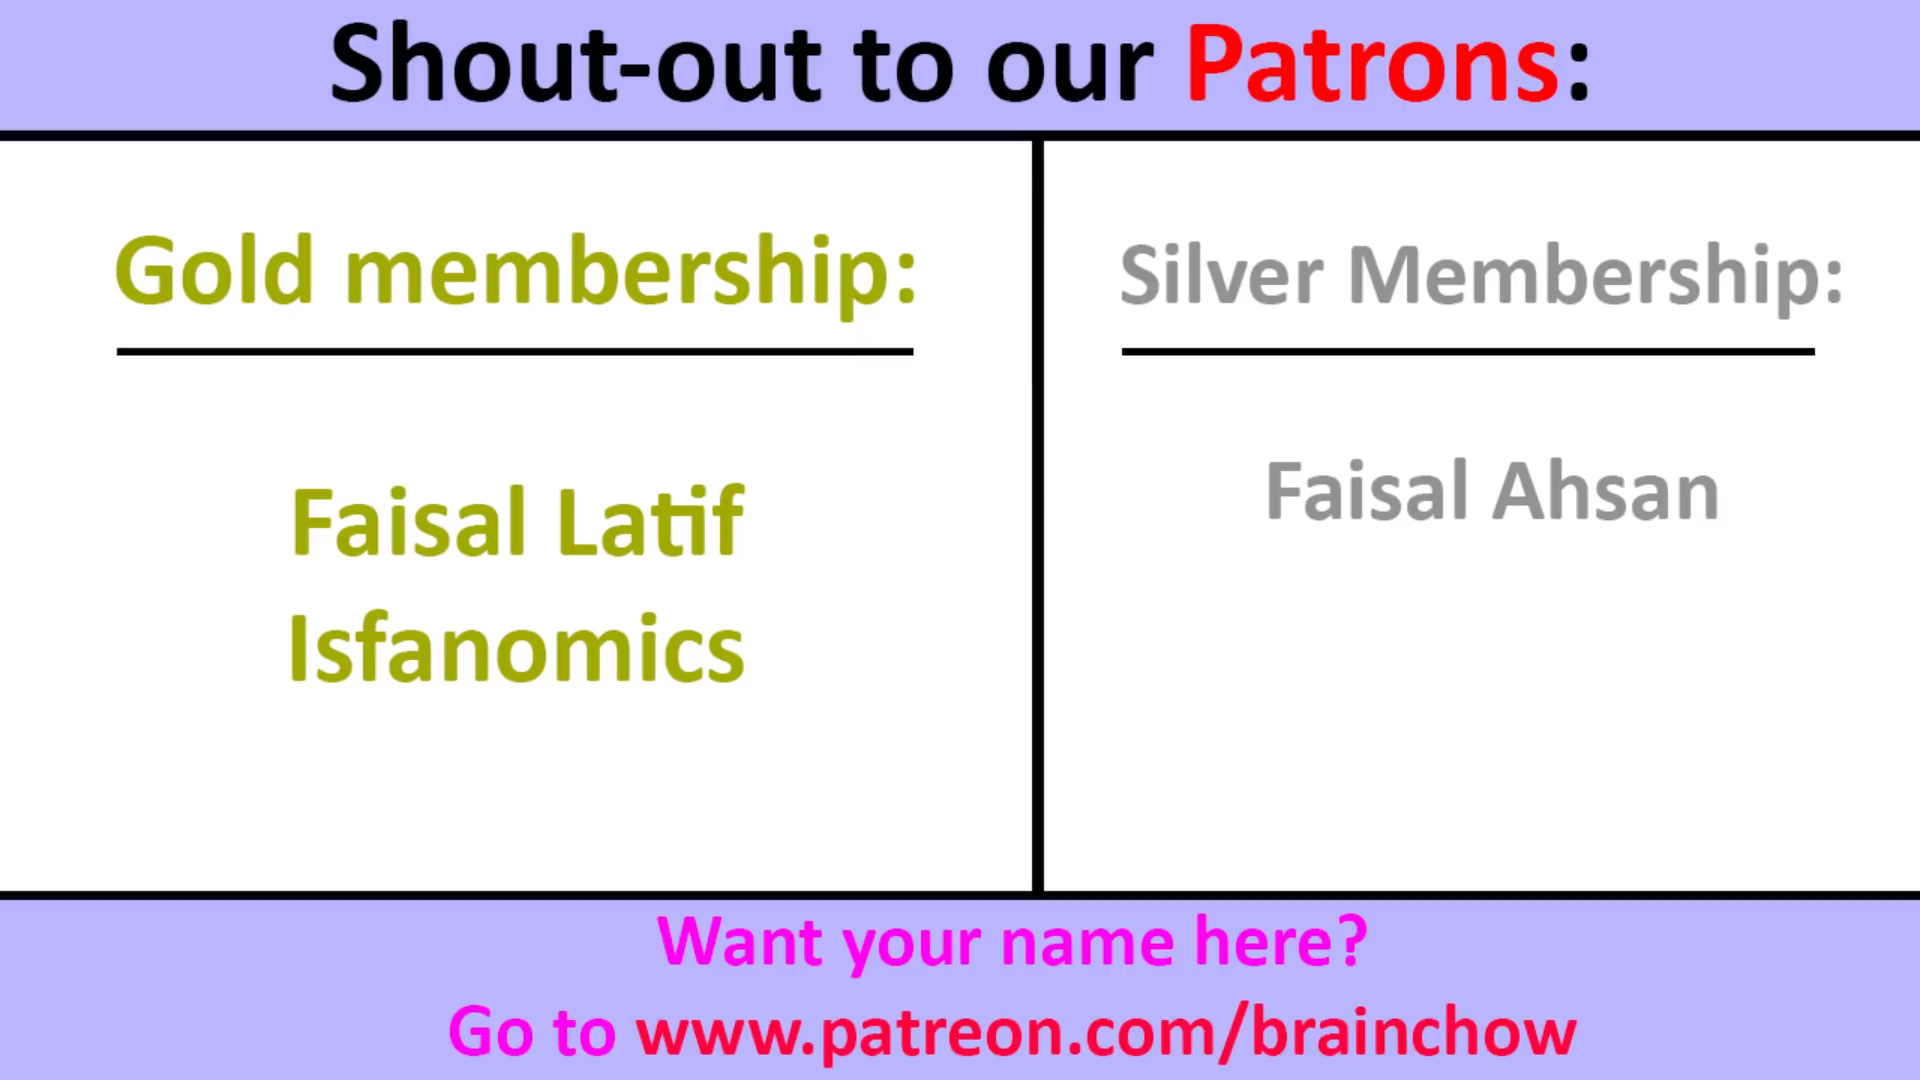 Shout-out to our Patrons:
Gold membership:
Faisal Latif
Isfanomics
Silver Membership:
Faisal Ahsan
Want your name here?
Go to www.patreon.com/brainchow